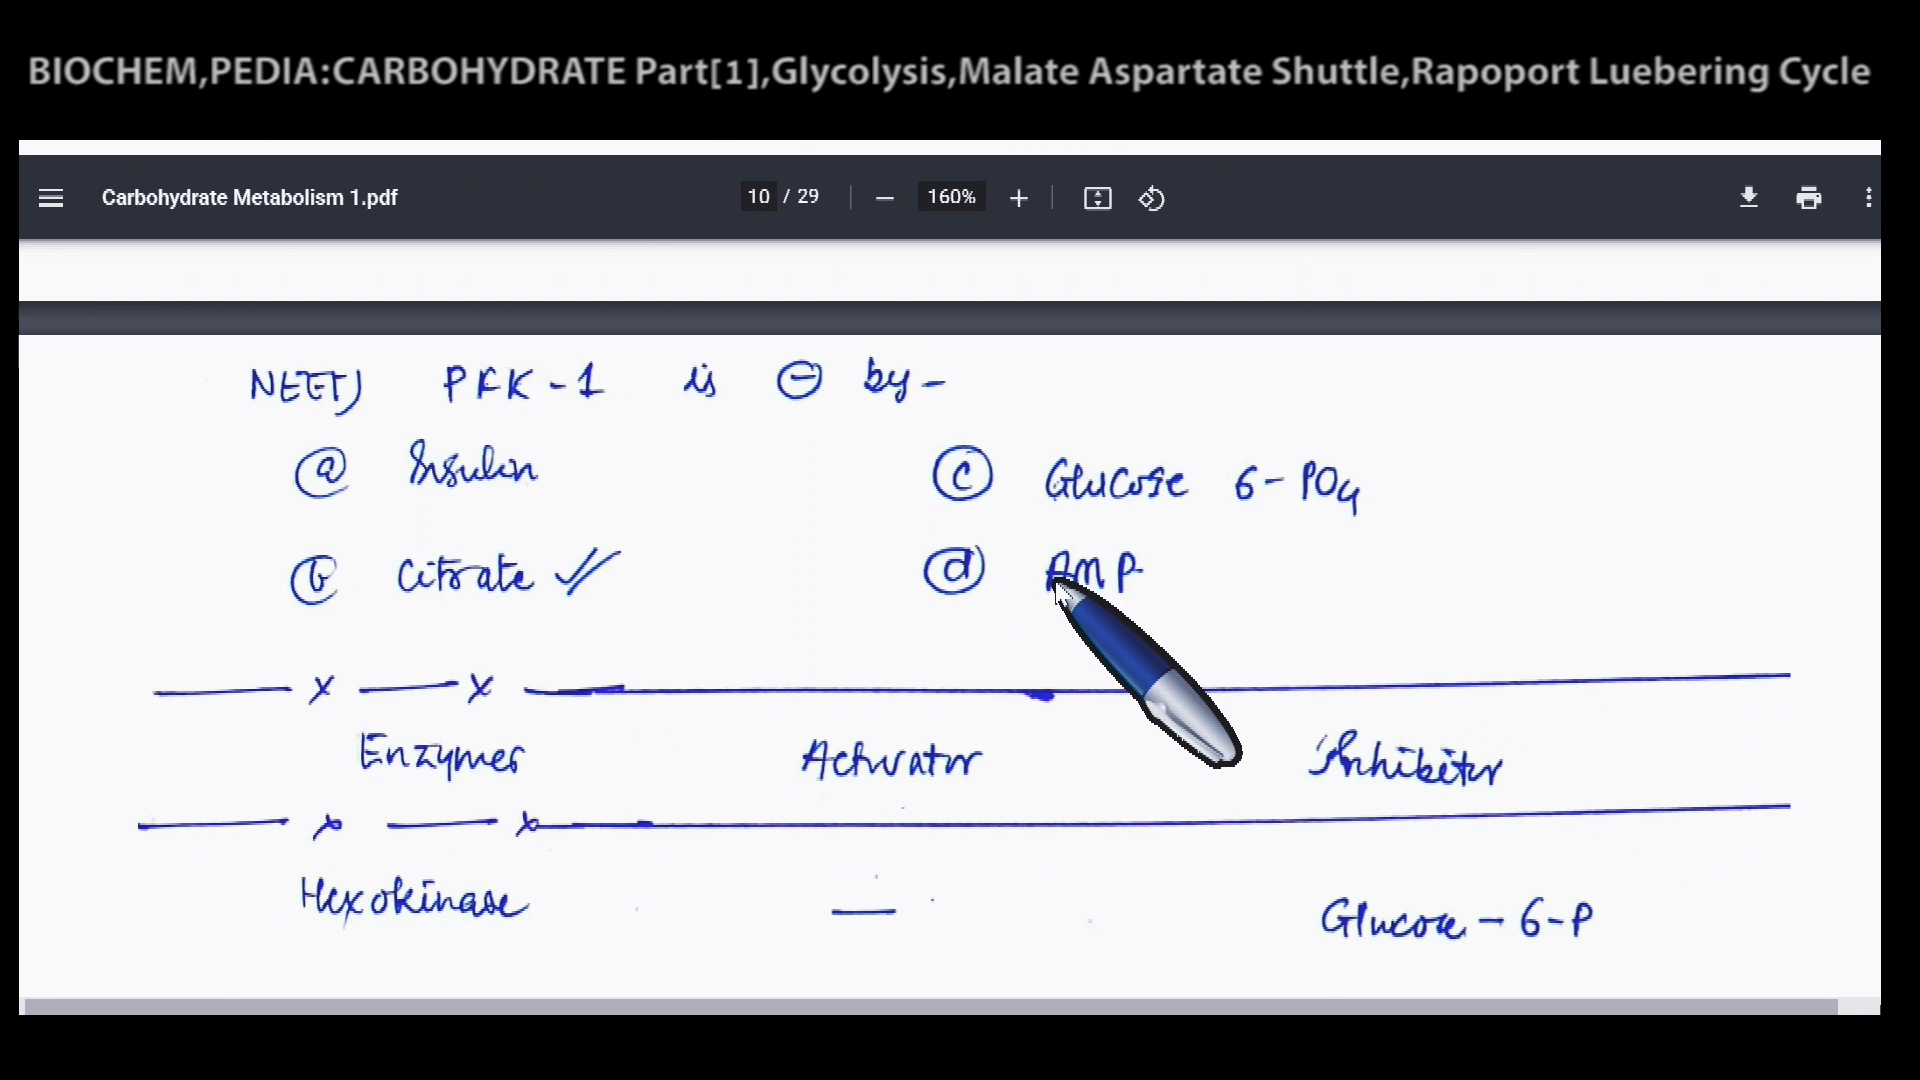 BIOCHEM,PEDIA:CARBOHYDRATE Part[1],Glycolysis,Malate Aspartate Shuttle,Rapoport Luebering Cycle
Carbohydrate Metabolism 1.pdf 10 / 29 — 160% +
NEET] PFK-1 is ⊖ by-
ⓐ Insulin ⓒ Glucose 6-PO4
ⓑ Citrate ✓ ⓓ AMP
x x
Enzymes Activator Inhibitor
x x
Hexokinase — Glucose-6-P